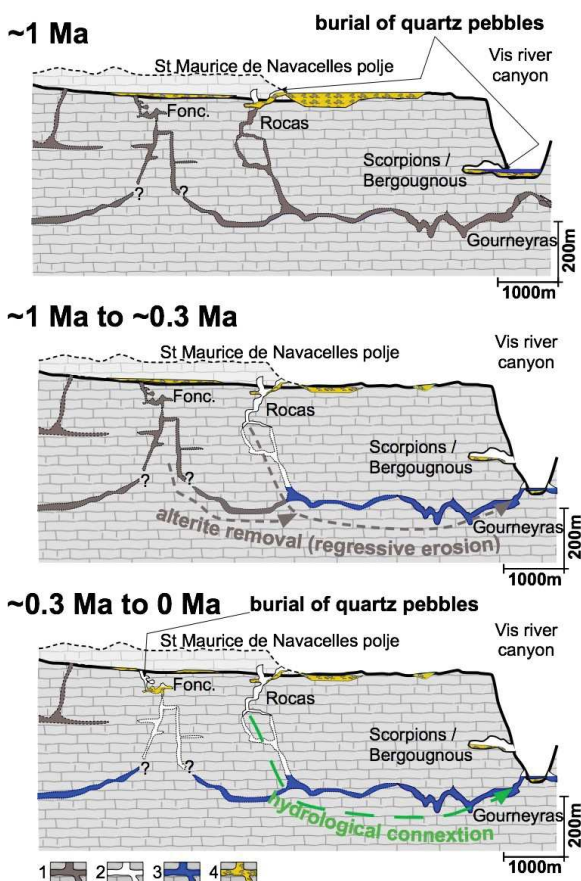 ~1 Ma
burial of quartz pebbles
St Maurice de Navacelles polje
Vis river
canyon
Fonc.
Rocas
Scorpions /
Bergougnous
?
?
Gourneyras
200m
1000m
~1 Ma to ~0.3 Ma
St Maurice de Navacelles polje
Vis river
canyon
Fonc.
Rocas
Scorpions /
Bergougnous
?
?
alterite removal (regressive erosion)
Gourneyras
200m
1000m
~0.3 Ma to 0 Ma
burial of quartz pebbles
St Maurice de Navacelles polje
Vis river
canyon
Fonc.
Rocas
Scorpions /
Bergougnous
?
?
hydrological connextion
Gourneyras
200m
1000m
1 2 3 4